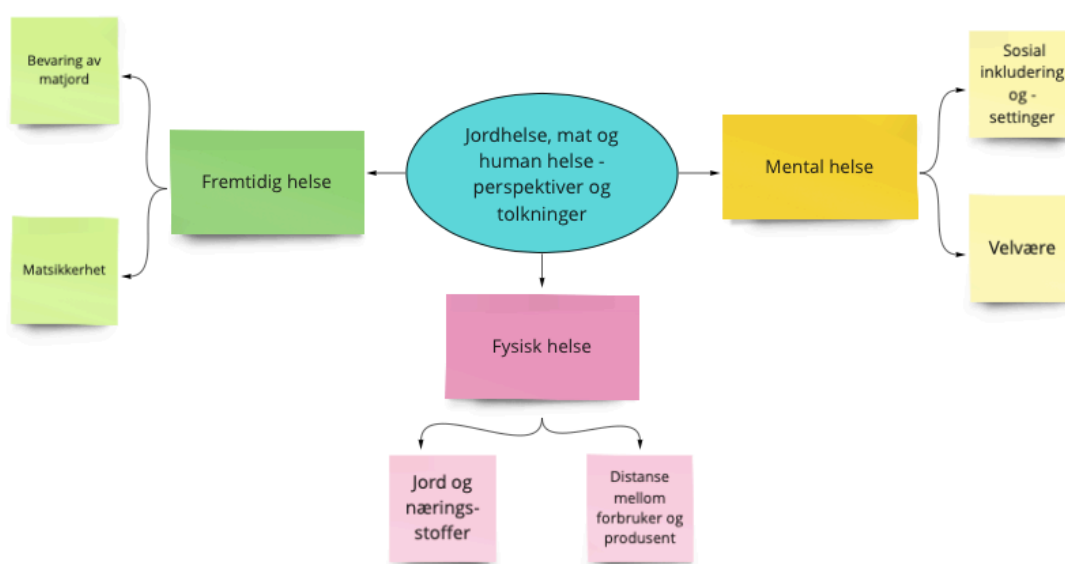 Bevaring av
matjord
Fremtidig helse
Matsikkerhet
Jordhelse, mat og
human helse -
perspektiver og
tolkninger
Mental helse
Sosial
inkludering
og -
settinger
Velvære
Fysisk helse
Jord og
nærings-
stoffer
Distanse
mellom
forbruker og
produsent